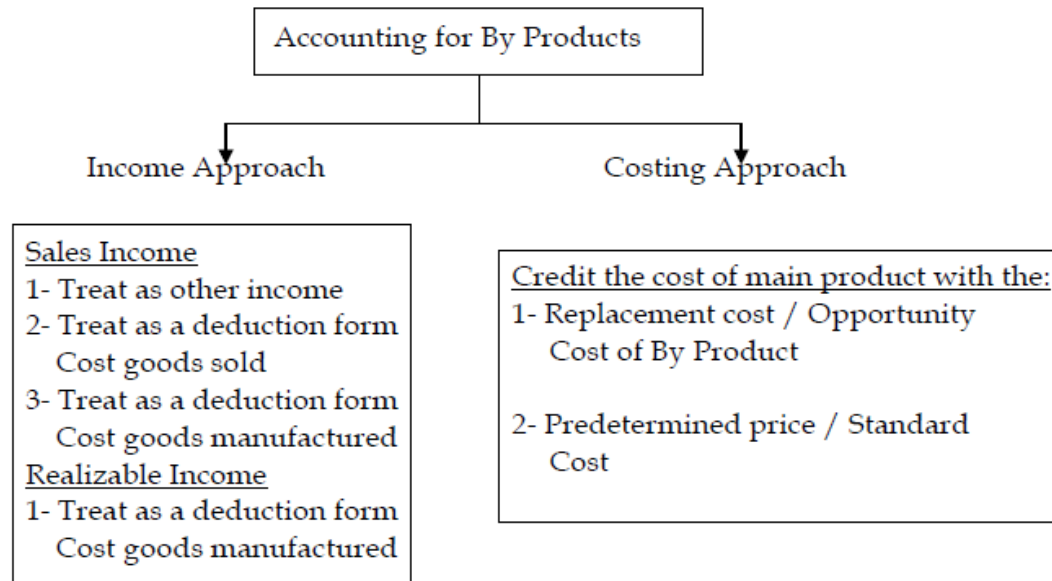 Accounting for By Products
Income Approach
Costing Approach
Sales Income
1- Treat as other income
2- Treat as a deduction form
Cost goods sold
3- Treat as a deduction form
Cost goods manufactured
Realizable Income
1- Treat as a deduction form
Cost goods manufactured
Credit the cost of main product with the:
1- Replacement cost / Opportunity
Cost of By Product
2- Predetermined price / Standard
Cost